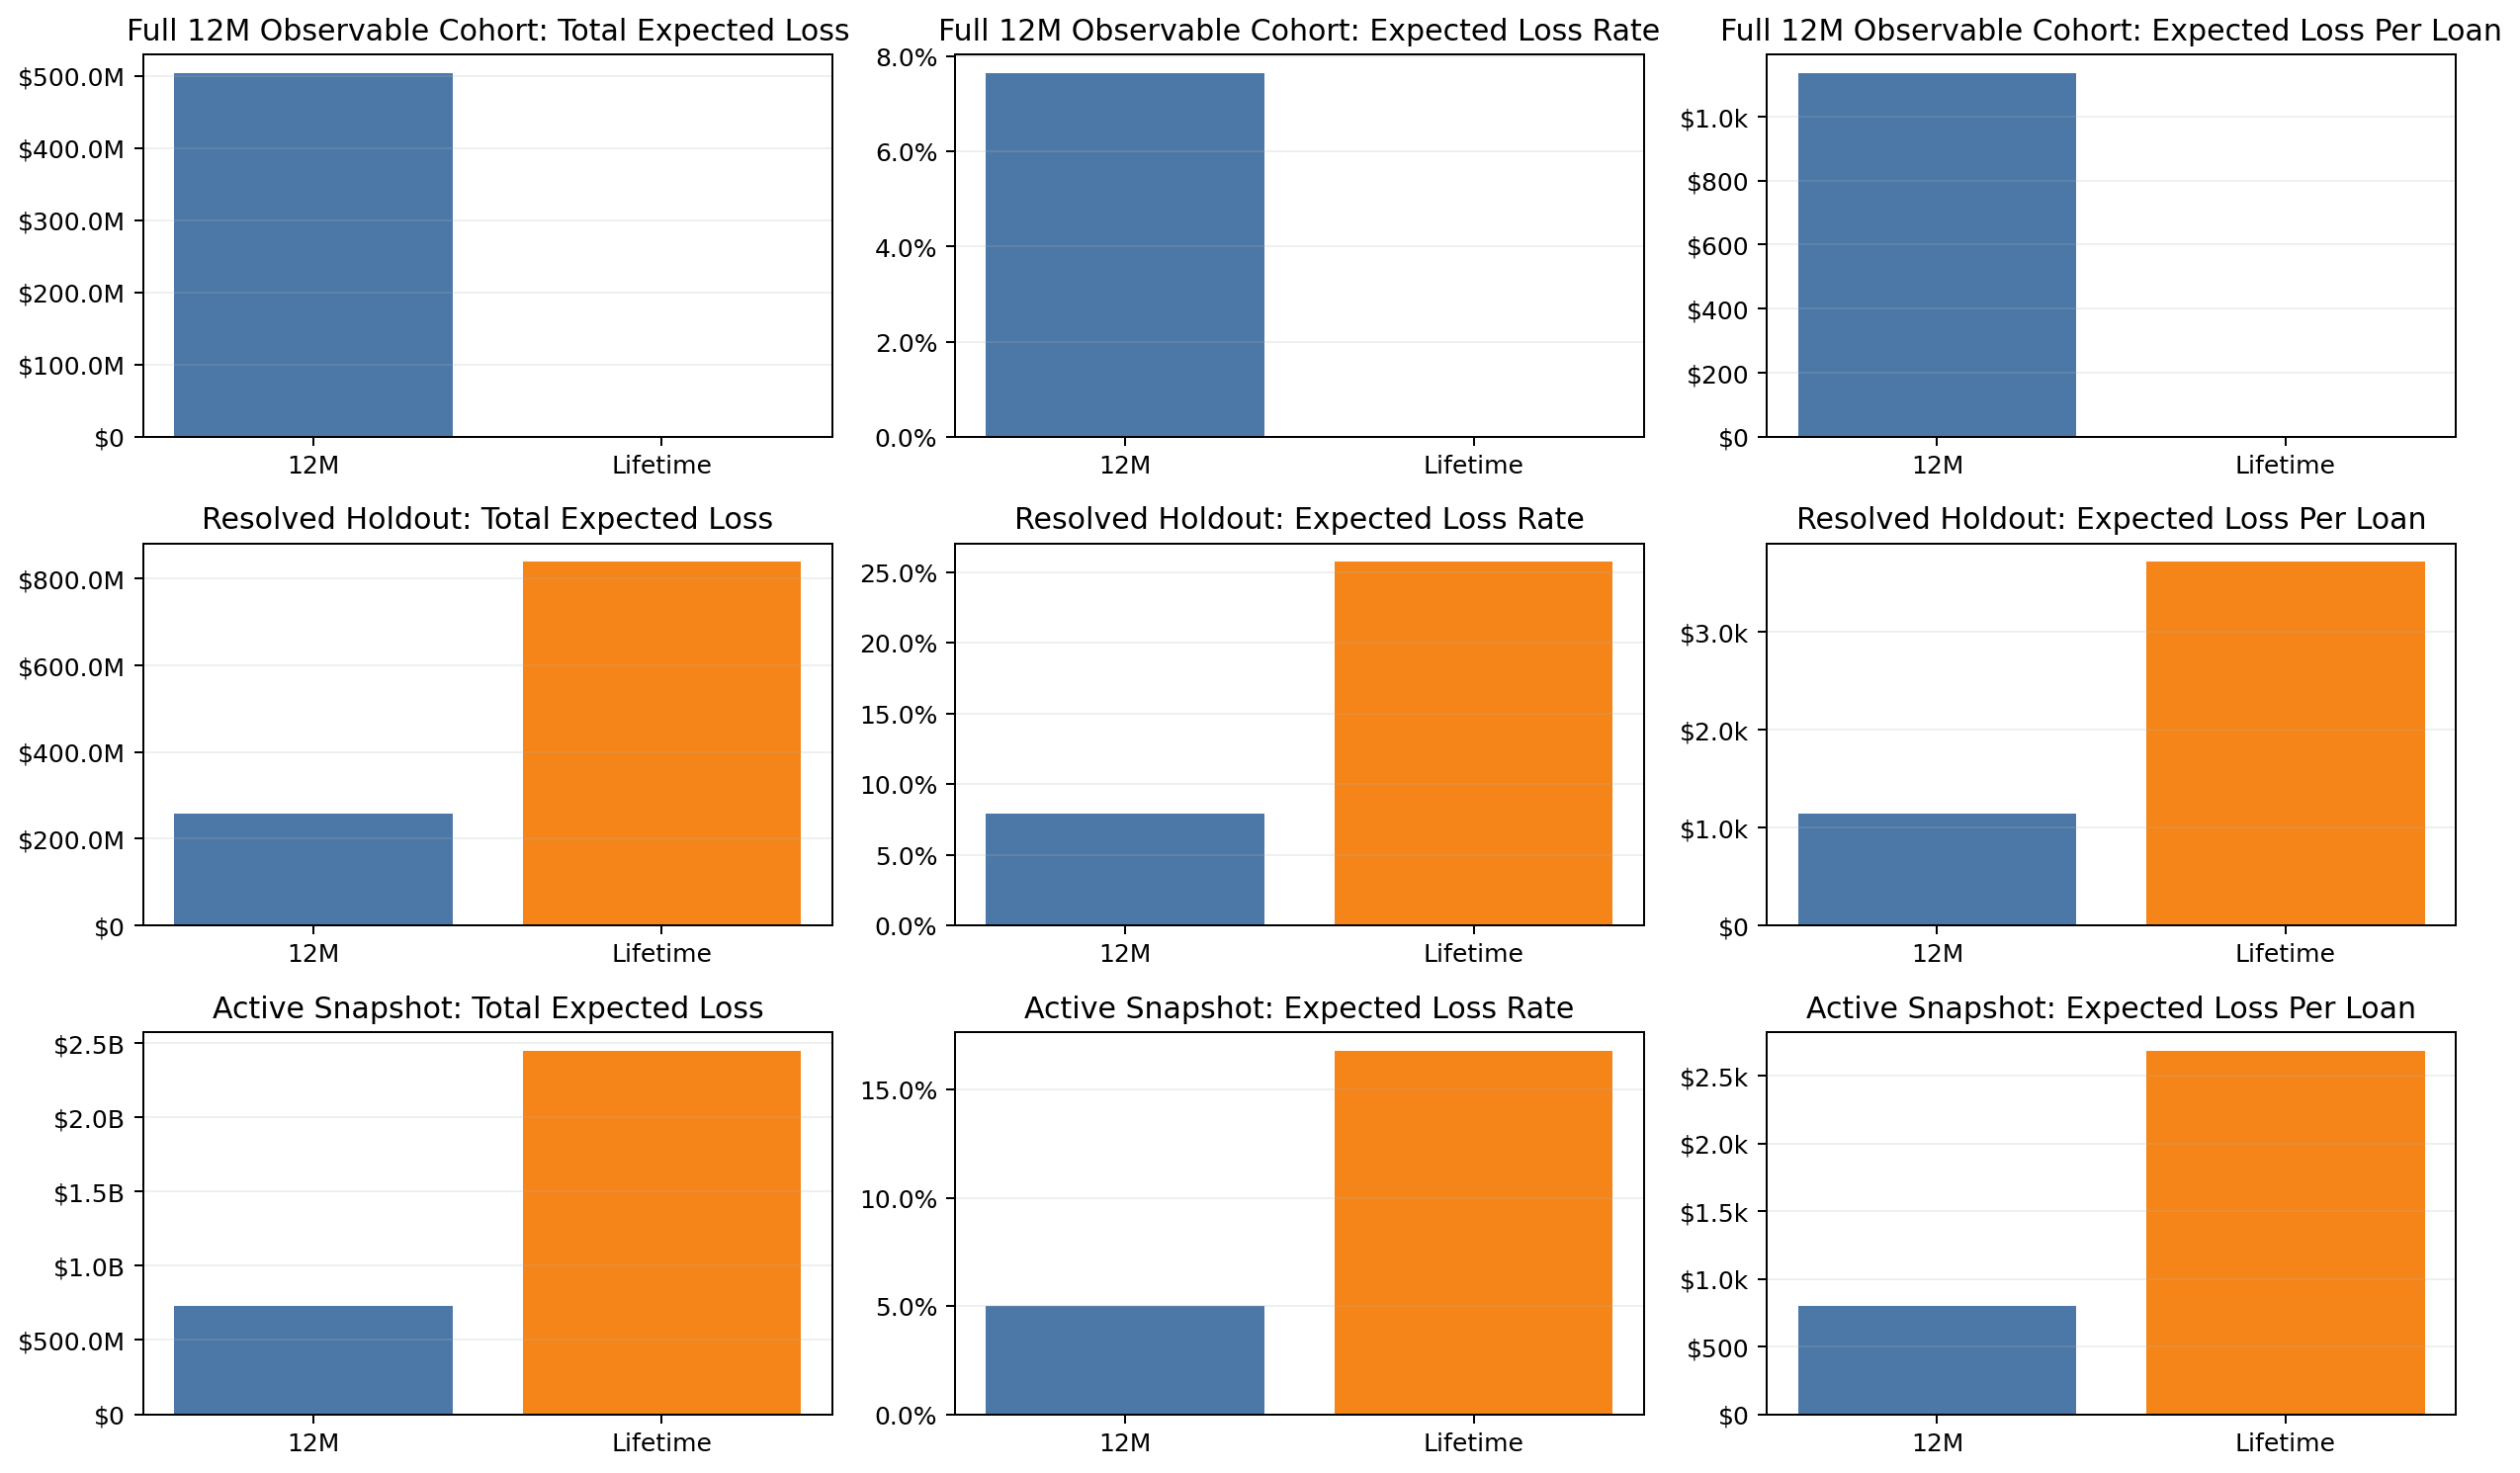 Full 12M Observable Cohort: Total Expected Loss
$500.0M
$400.0M
$300.0M
$200.0M
$100.0M
$0
12M
Lifetime
Full 12M Observable Cohort: Expected Loss Rate
8.0%
6.0%
4.0%
2.0%
0.0%
12M
Lifetime
Full 12M Observable Cohort: Expected Loss Per Loan
$1.0k
$800
$600
$400
$200
$0
12M
Lifetime
Resolved Holdout: Total Expected Loss
$800.0M
$600.0M
$400.0M
$200.0M
$0
12M
Lifetime
Resolved Holdout: Expected Loss Rate
25.0%
20.0%
15.0%
10.0%
5.0%
0.0%
12M
Lifetime
Resolved Holdout: Expected Loss Per Loan
$3.0k
$2.0k
$1.0k
$0
12M
Lifetime
Active Snapshot: Total Expected Loss
$2.5B
$2.0B
$1.5B
$1.0B
$500.0M
$0
12M
Lifetime
Active Snapshot: Expected Loss Rate
15.0%
10.0%
5.0%
0.0%
12M
Lifetime
Active Snapshot: Expected Loss Per Loan
$2.5k
$2.0k
$1.5k
$1.0k
$500
$0
12M
Lifetime